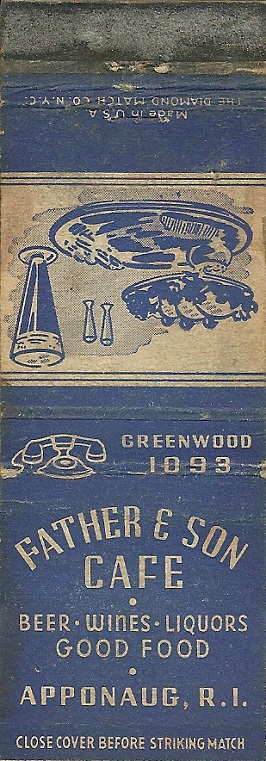 Made in U.S.A.
THE DIAMOND MATCH CO. N.Y.C.
GREENWOOD
1093
FATHER & SON
CAFE
BEER · WINES · LIQUORS
GOOD FOOD
APPONAUG, R.I.
CLOSE COVER BEFORE STRIKING MATCH